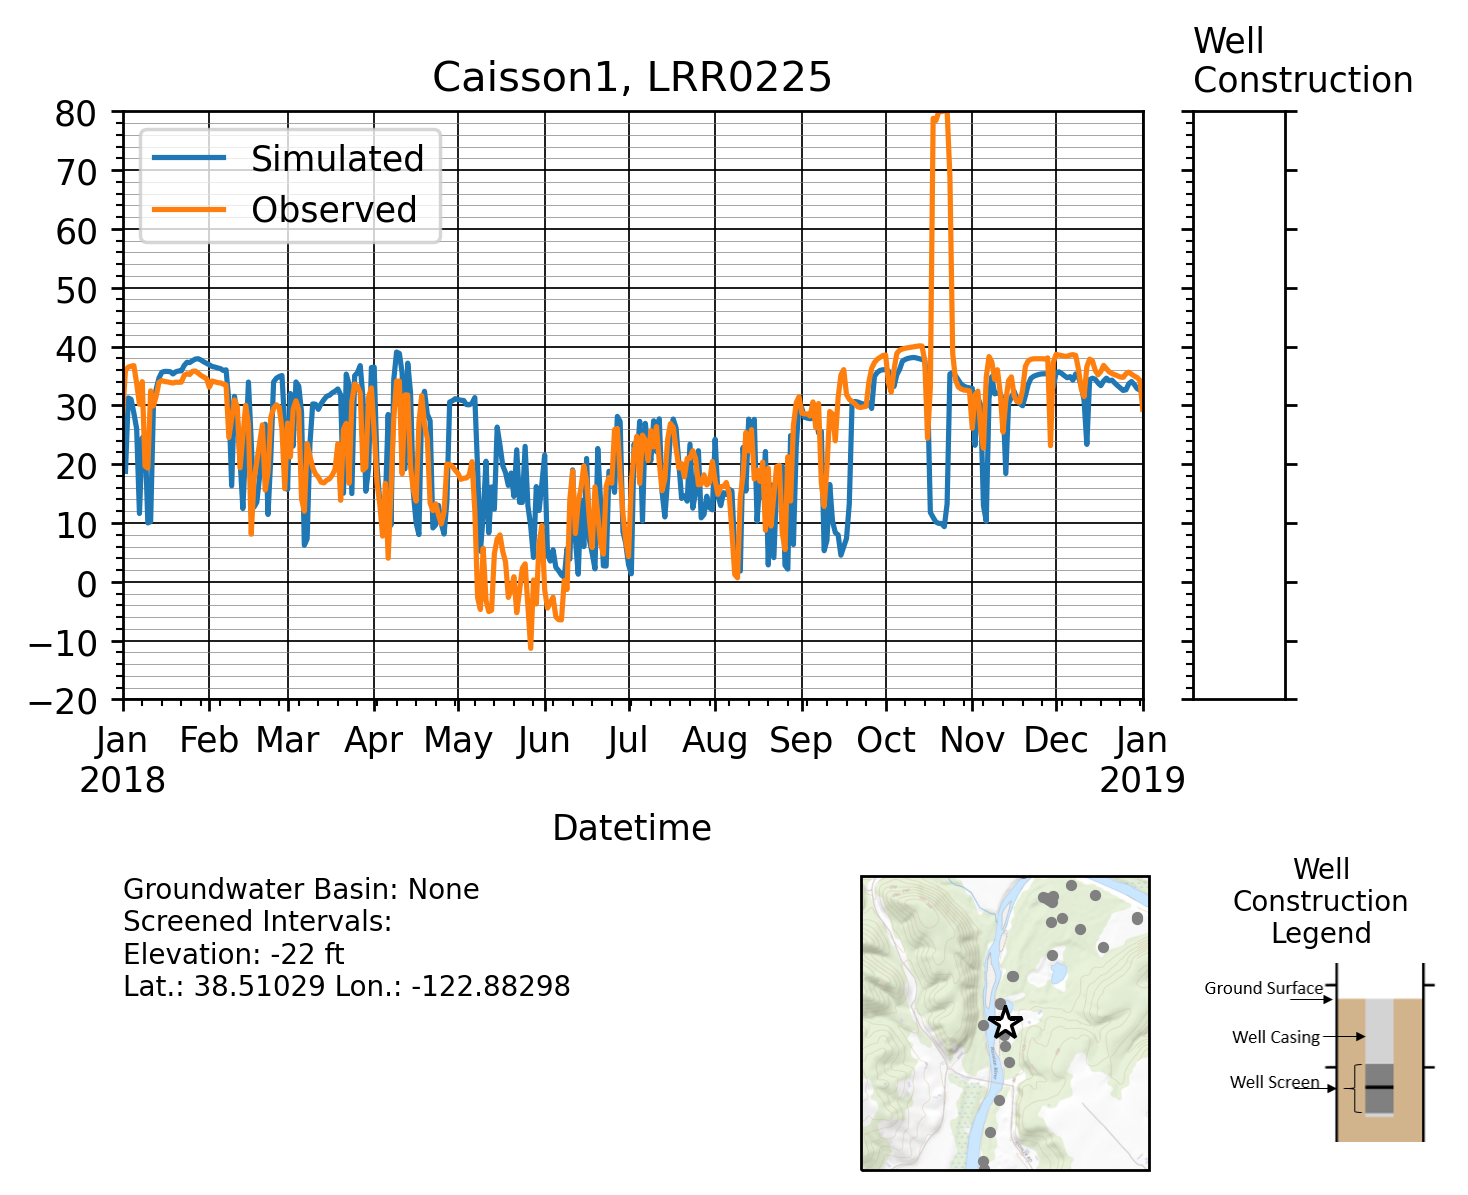 Caisson1, LRR0225
Well
Construction
80
70
60
50
40
30
20
10
0
−10
−20
Simulated
Observed
Jan
2018
Feb
Mar
Apr
May
Jun
Jul
Aug
Sep
Oct
Nov
Dec
Jan
2019
Datetime
Groundwater Basin: None
Screened Intervals:
Elevation: -22 ft
Lat.: 38.51029 Lon.: -122.88298
Well
Construction
Legend
Ground Surface
Well Casing
Well Screen